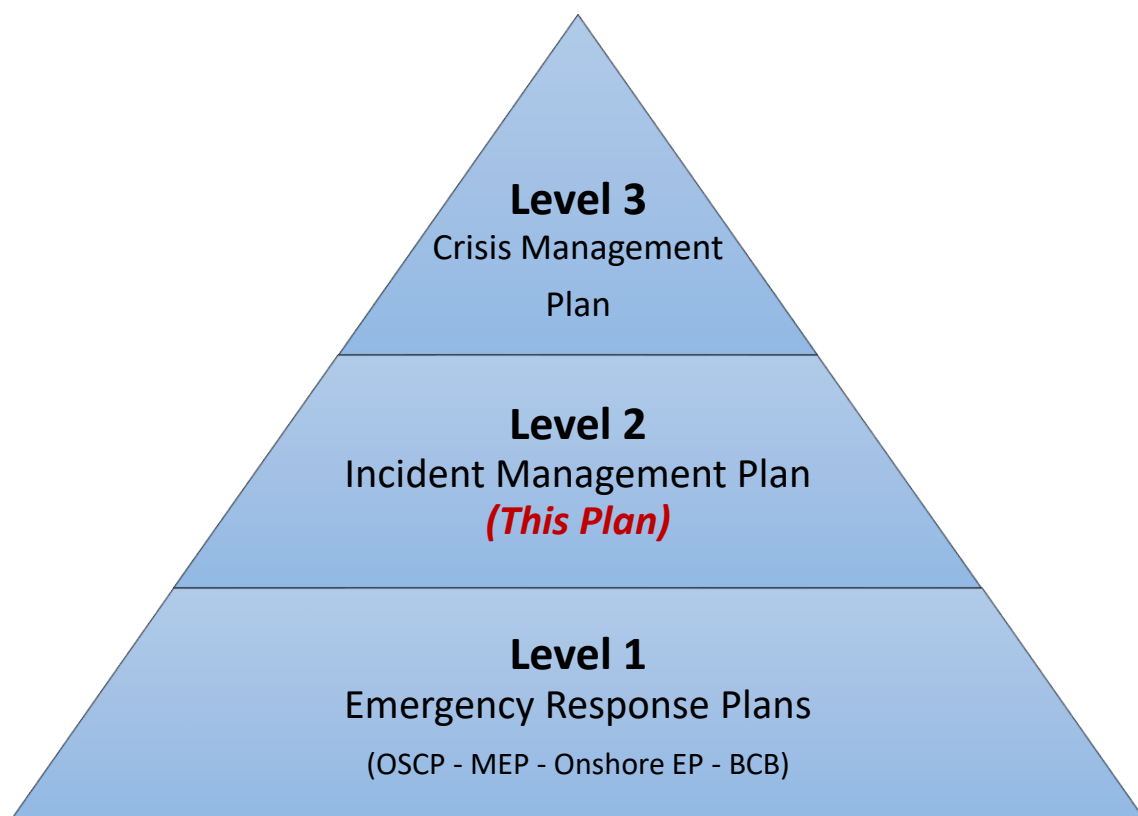 Level 3
Crisis Management
Plan
Level 2
Incident Management Plan
(This Plan)
Level 1
Emergency Response Plans
(OSCP - MEP - Onshore EP - BCB)